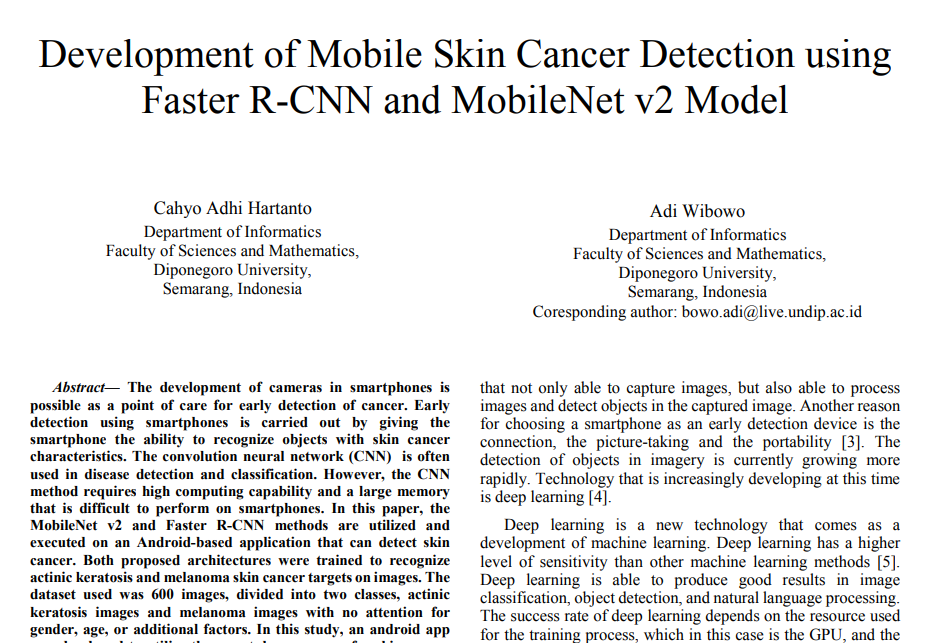 Development of Mobile Skin Cancer Detection using
Faster R-CNN and MobileNet v2 Model
Cahyo Adhi Hartanto
Department of Informatics
Faculty of Sciences and Mathematics,
Diponegoro University,
Semarang, Indonesia
Adi Wibowo
Department of Informatics
Faculty of Sciences and Mathematics,
Diponegoro University,
Semarang, Indonesia
Coresponding author: bowo.adi@live.undip.ac.id
Abstract— The development of cameras in smartphones is
possible as a point of care for early detection of cancer. Early
detection using smartphones is carried out by giving the
smartphone the ability to recognize objects with skin cancer
characteristics. The convolution neural network (CNN) is often
used in disease detection and classification. However, the CNN
method requires high computing capability and a large memory
that is difficult to perform on smartphones. In this paper, the
MobileNet v2 and Faster R-CNN methods are utilized and
executed on an Android-based application that can detect skin
cancer. Both proposed architectures were trained to recognize
actinic keratosis and melanoma skin cancer targets on images. The
dataset used was 600 images, divided into two classes, actinic
keratosis images and melanoma images with no attention for
gender, age, or additional factors. In this study, an android app
that not only able to capture images, but also able to process
images and detect objects in the captured image. Another reason
for choosing a smartphone as an early detection device is the
connection, the picture-taking and the portability [3]. The
detection of objects in imagery is currently growing more
rapidly. Technology that is increasingly developing at this time
is deep learning [4].
Deep learning is a new technology that comes as a
development of machine learning. Deep learning has a higher
level of sensitivity than other machine learning methods [5].
Deep learning is able to produce good results in image
classification, object detection, and natural language processing.
The success rate of deep learning depends on the resource used
for the training process, which in this case is the GPU, and the